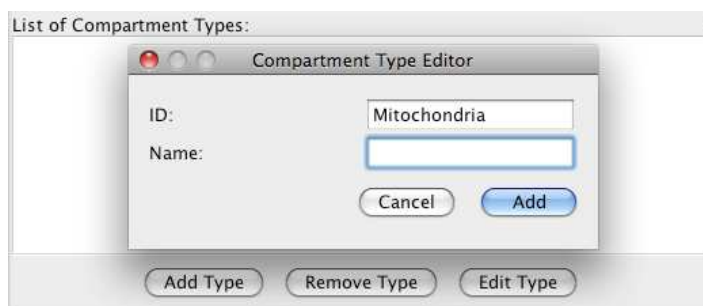 List of Compartment Types:
Compartment Type Editor
ID: Mitochondria
Name:
Cancel Add
Add Type Remove Type Edit Type